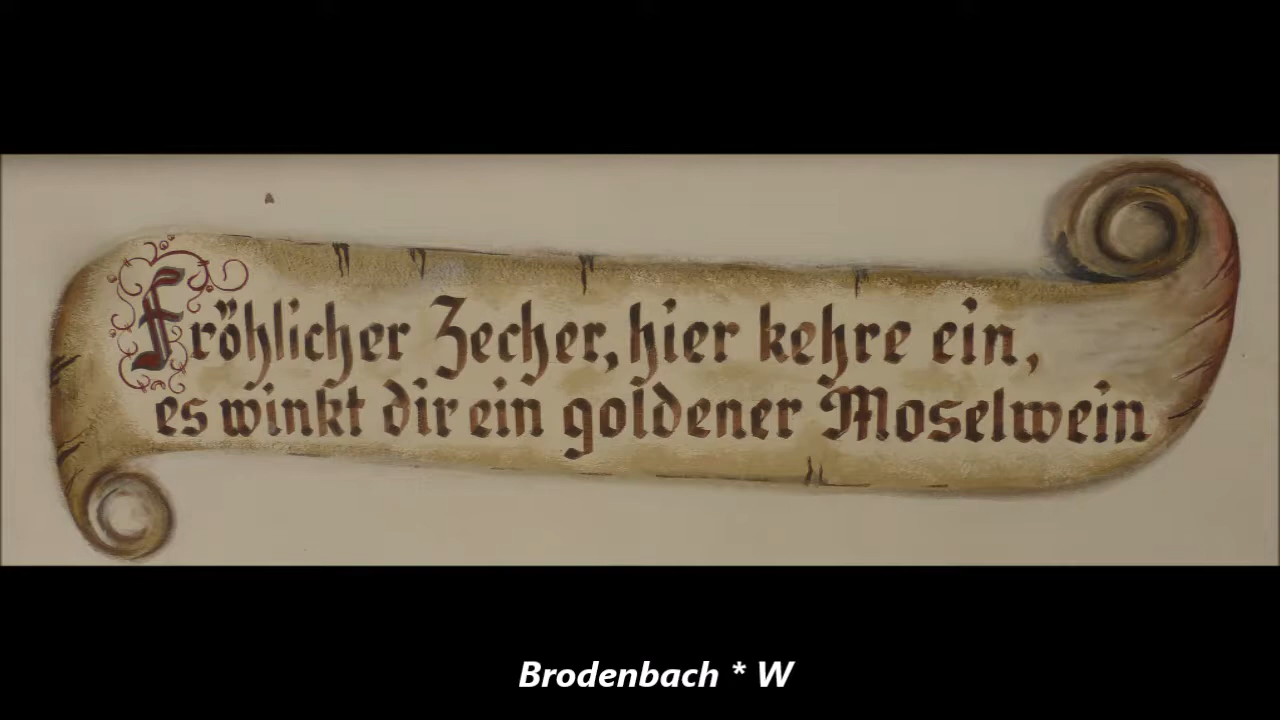 Fröhlicher Zecher, hier kehre ein,
es winkt dir ein goldener Moselwein
Brodenbach * W